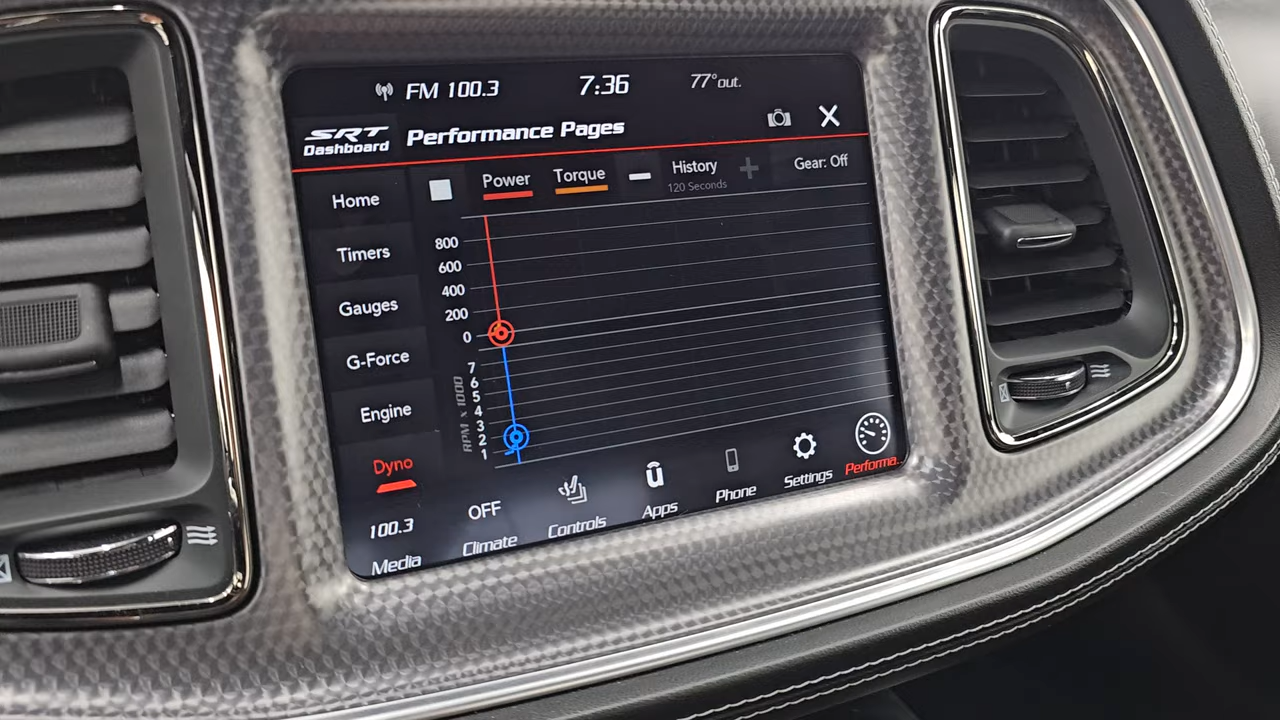 FM 100.3 7:36 77°out.
SRT Dashboard Performance Pages
Home
Power Torque History Gear: Off
120 Seconds
Timers
Gauges
G-Force
Engine
Dyno
800
600
400
200
0
RPM x 1000
7
6
5
4
3
2
1
100.3 Media
OFF Climate
Controls
ū Apps
Phone
Settings
Performa..